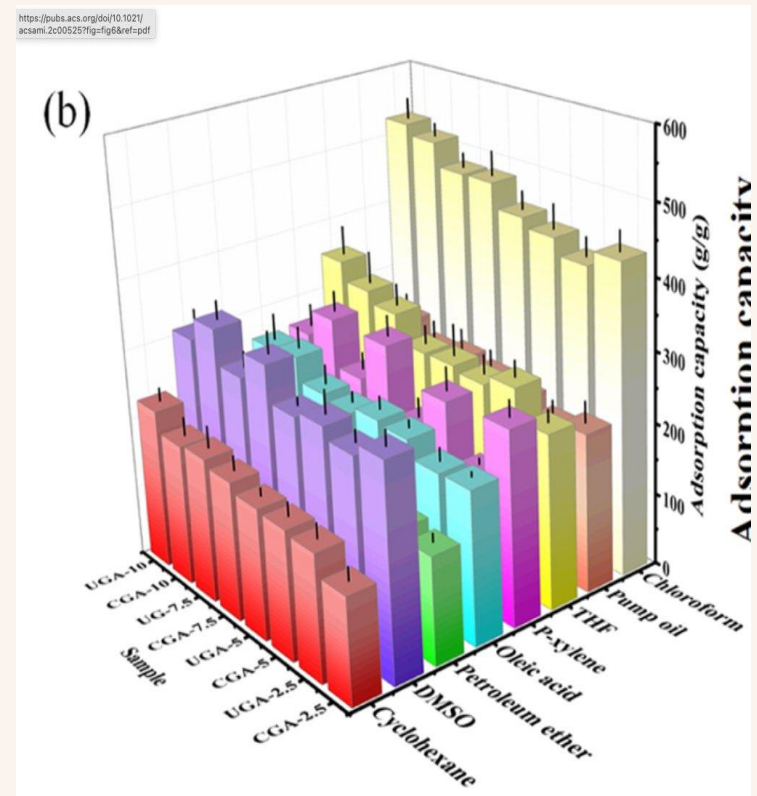 https://pubs.acs.org/doi/10.1021/
acsami.2c00525?fig=fig6&ref=pdf
(b)
600
500
400
300
200
100
0
Adsorption capacity (g/g)
Adsorption capacity
UGA-10
CGA-10
UG-7.5
CGA-7.5
UGA-5
CGA-5
UGA-2.5
CGA-2.5
Sample
Cyclohexane
DMSO
Petroleum ether
Oleic acid
P-xylene
THF
Pump oil
Chloroform